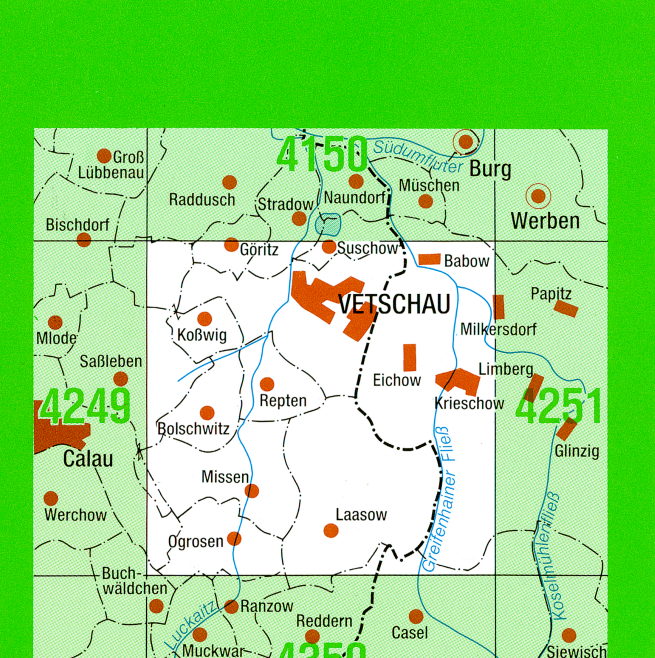 4150
Südumfluter
Groß
Lübbenau
Burg
Raddusch
Naundorf
Müschen
Stradow
Werben
Bischdorf
Göritz
Suschow
Babow
VETSCHAU
Papitz
Mlode
Koßwig
Milkersdorf
Saßleben
Eichow
Limberg
4249
Repten
Krieschow
4251
Bolschwitz
Calau
Glinzig
Missen
Greifenhainer Fließ
Werchow
Laasow
Koselmühlenfließ
Ogrosen
Buch-
wäldchen
Luckaitz
Ranzow
Reddern
Casel
Muckwar
4250
Siewisch